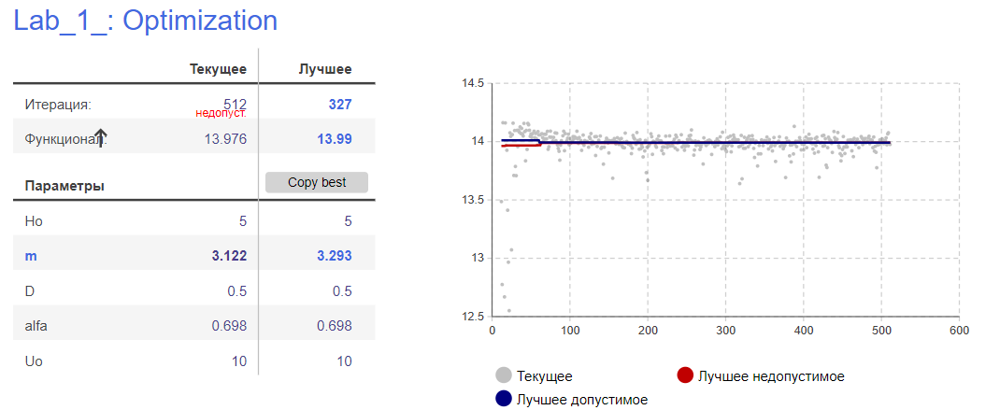 Lab_1_: Optimization
Текущее Лучшее
Итерация: 512 327
недопуст.
Функционал: 13.976 13.99
Параметры Copy best
Ho 5 5
m 3.122 3.293
D 0.5 0.5
alfa 0.698 0.698
Uo 10 10
14.5
14
13.5
13
12.5
0 100 200 300 400 500 600
Текущее Лучшее недопустимое
Лучшее допустимое